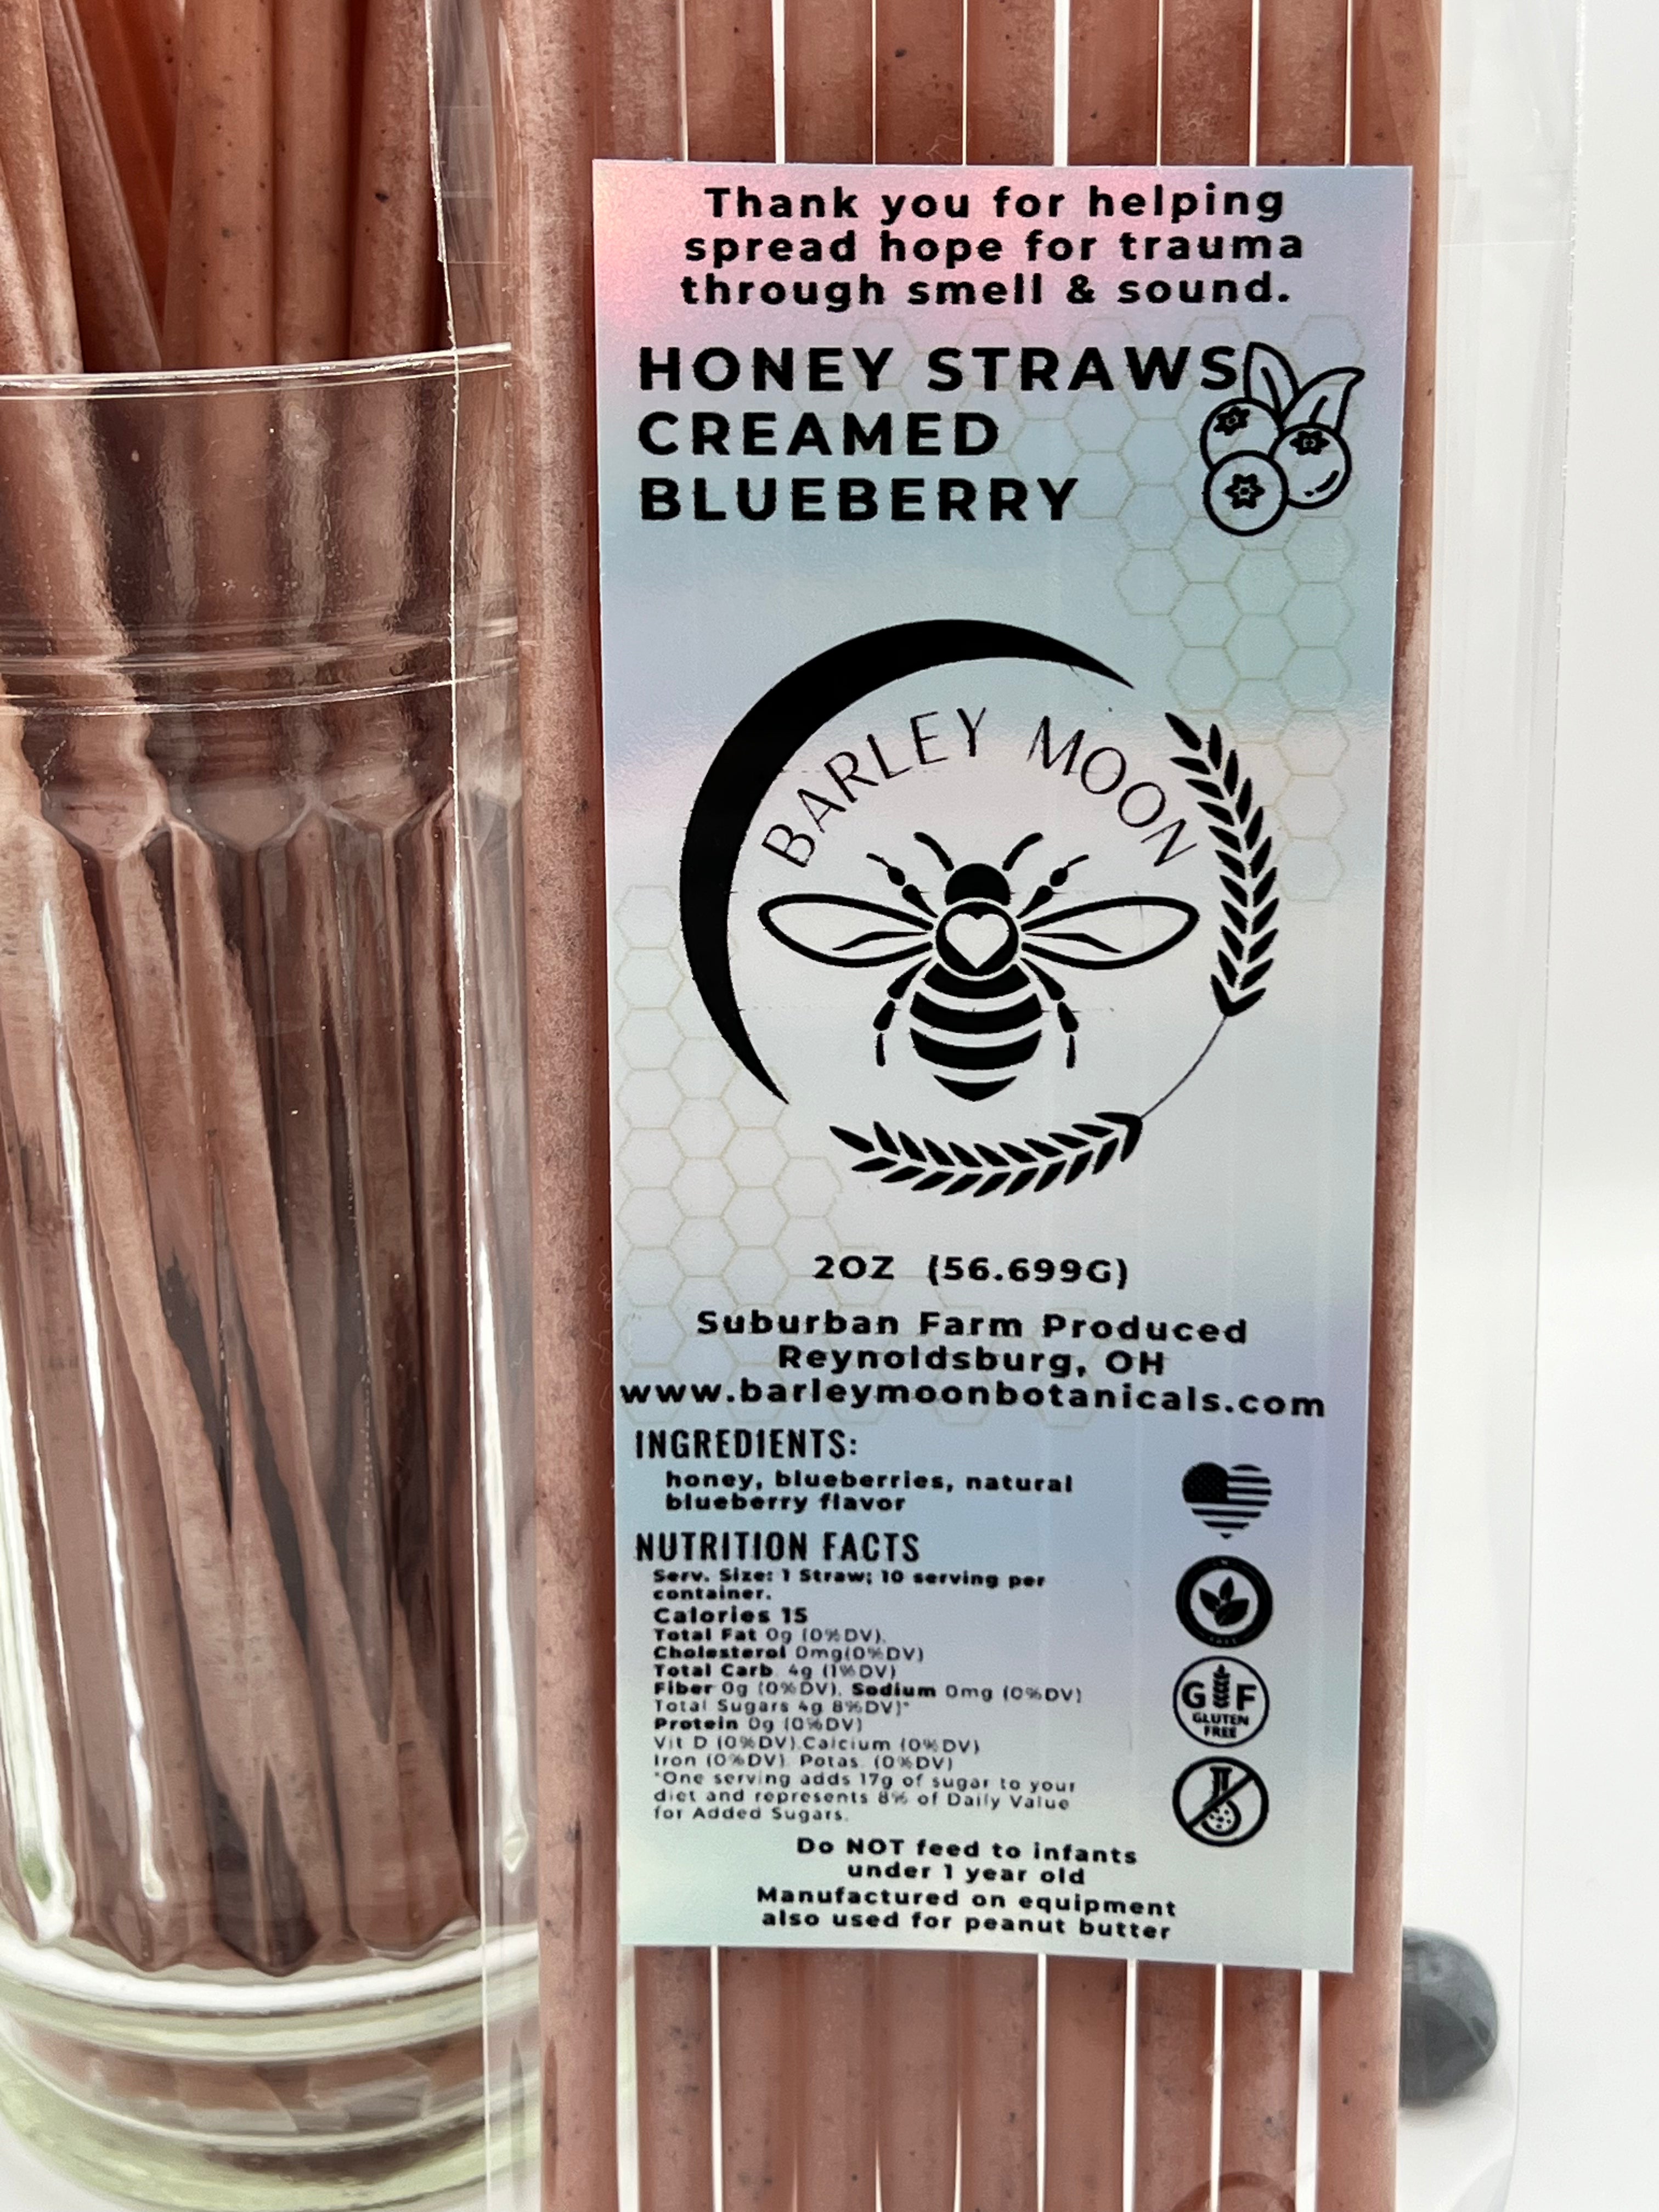 Thank you for helping
spread hope for trauma
through smell & sound.
HONEY STRAWS
CREAMED
BLUEBERRY
BARLEY MOON
2OZ (56.699G)
Suburban Farm Produced
Reynoldsburg, OH
www.barleymoonbotanicals.com
INGREDIENTS:
honey, blueberries, natural
blueberry flavor
NUTRITION FACTS
Serv. Size: 1 Straw; 10 serving per
container.
Calories 15
Total Fat 0g (0%DV),
Cholesterol 0mg(0%DV)
Total Carb. 4g (1%DV)
Fiber 0g (0%DV), Sodium 0mg (0%DV)
Total Sugars 4g 8%DV)*
Protein 0g (0%DV)
Vit D (0%DV),Calcium (0%DV)
Iron (0%DV), Potas. (0%DV)
*One serving adds 17g of sugar to your
diet and represents 8% of Daily Value
for Added Sugars.
G F
GLUTEN
FREE
Do NOT feed to infants
under 1 year old
Manufactured on equipment
also used for peanut butter